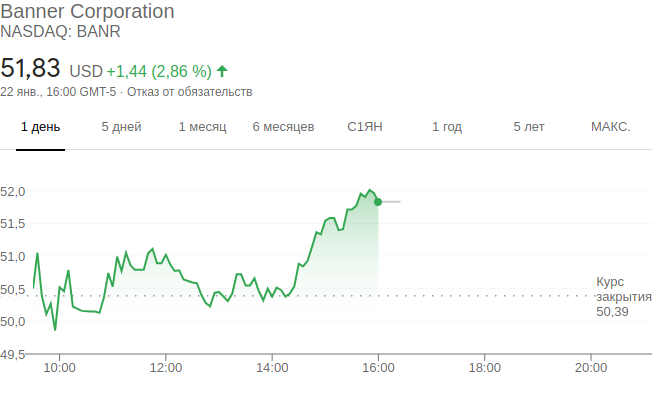 Banner Corporation
NASDAQ: BANR
51,83 USD +1,44 (2,86 %)
22 янв., 16:00 GMT-5 · Отказ от обязательств
1 день 5 дней 1 месяц 6 месяцев С1ЯН 1 год 5 лет МАКС.
52,0
51,5
51,0
50,5
50,0
49,5
Курс
закрытия
50,39
10:00 12:00 14:00 16:00 18:00 20:00